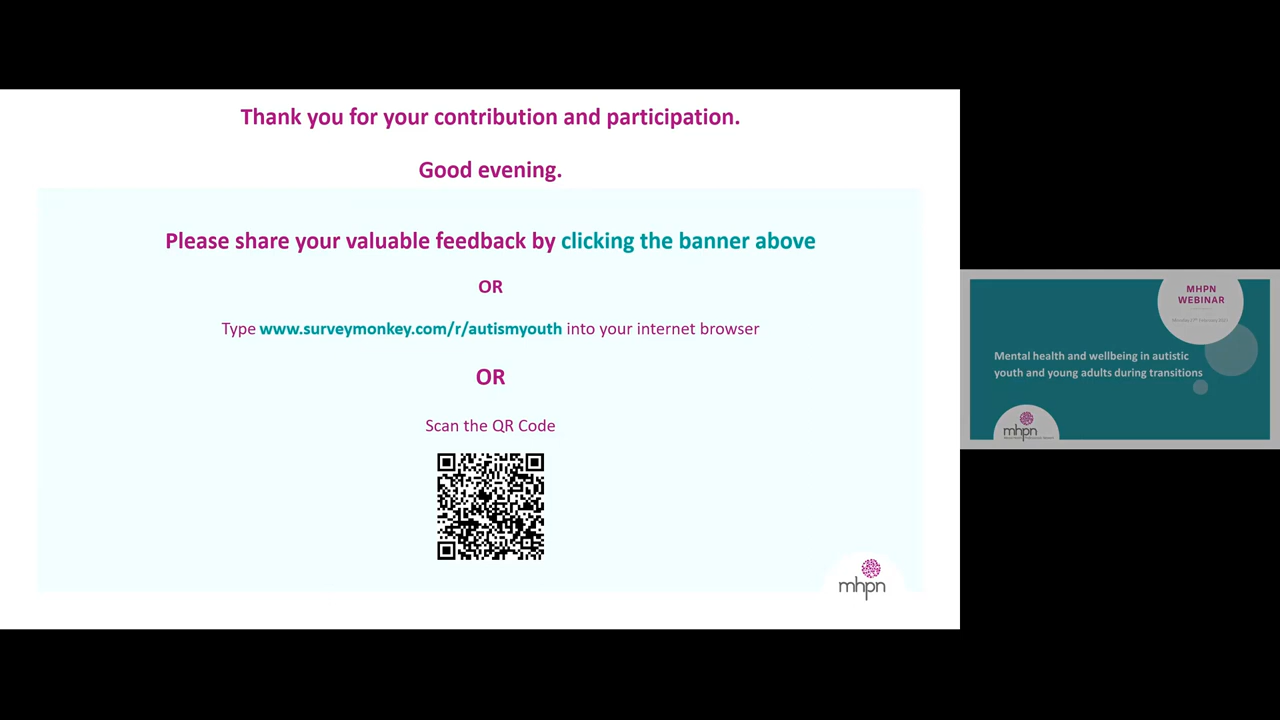 Thank you for your contribution and participation.
Good evening.
Please share your valuable feedback by clicking the banner above
OR
Type www.surveymonkey.com/r/autismyouth into your internet browser
OR
Scan the QR Code
mhpn
MHPN
WEBINAR
Mental health and wellbeing in autistic
youth and young adults during transitions
mhpn